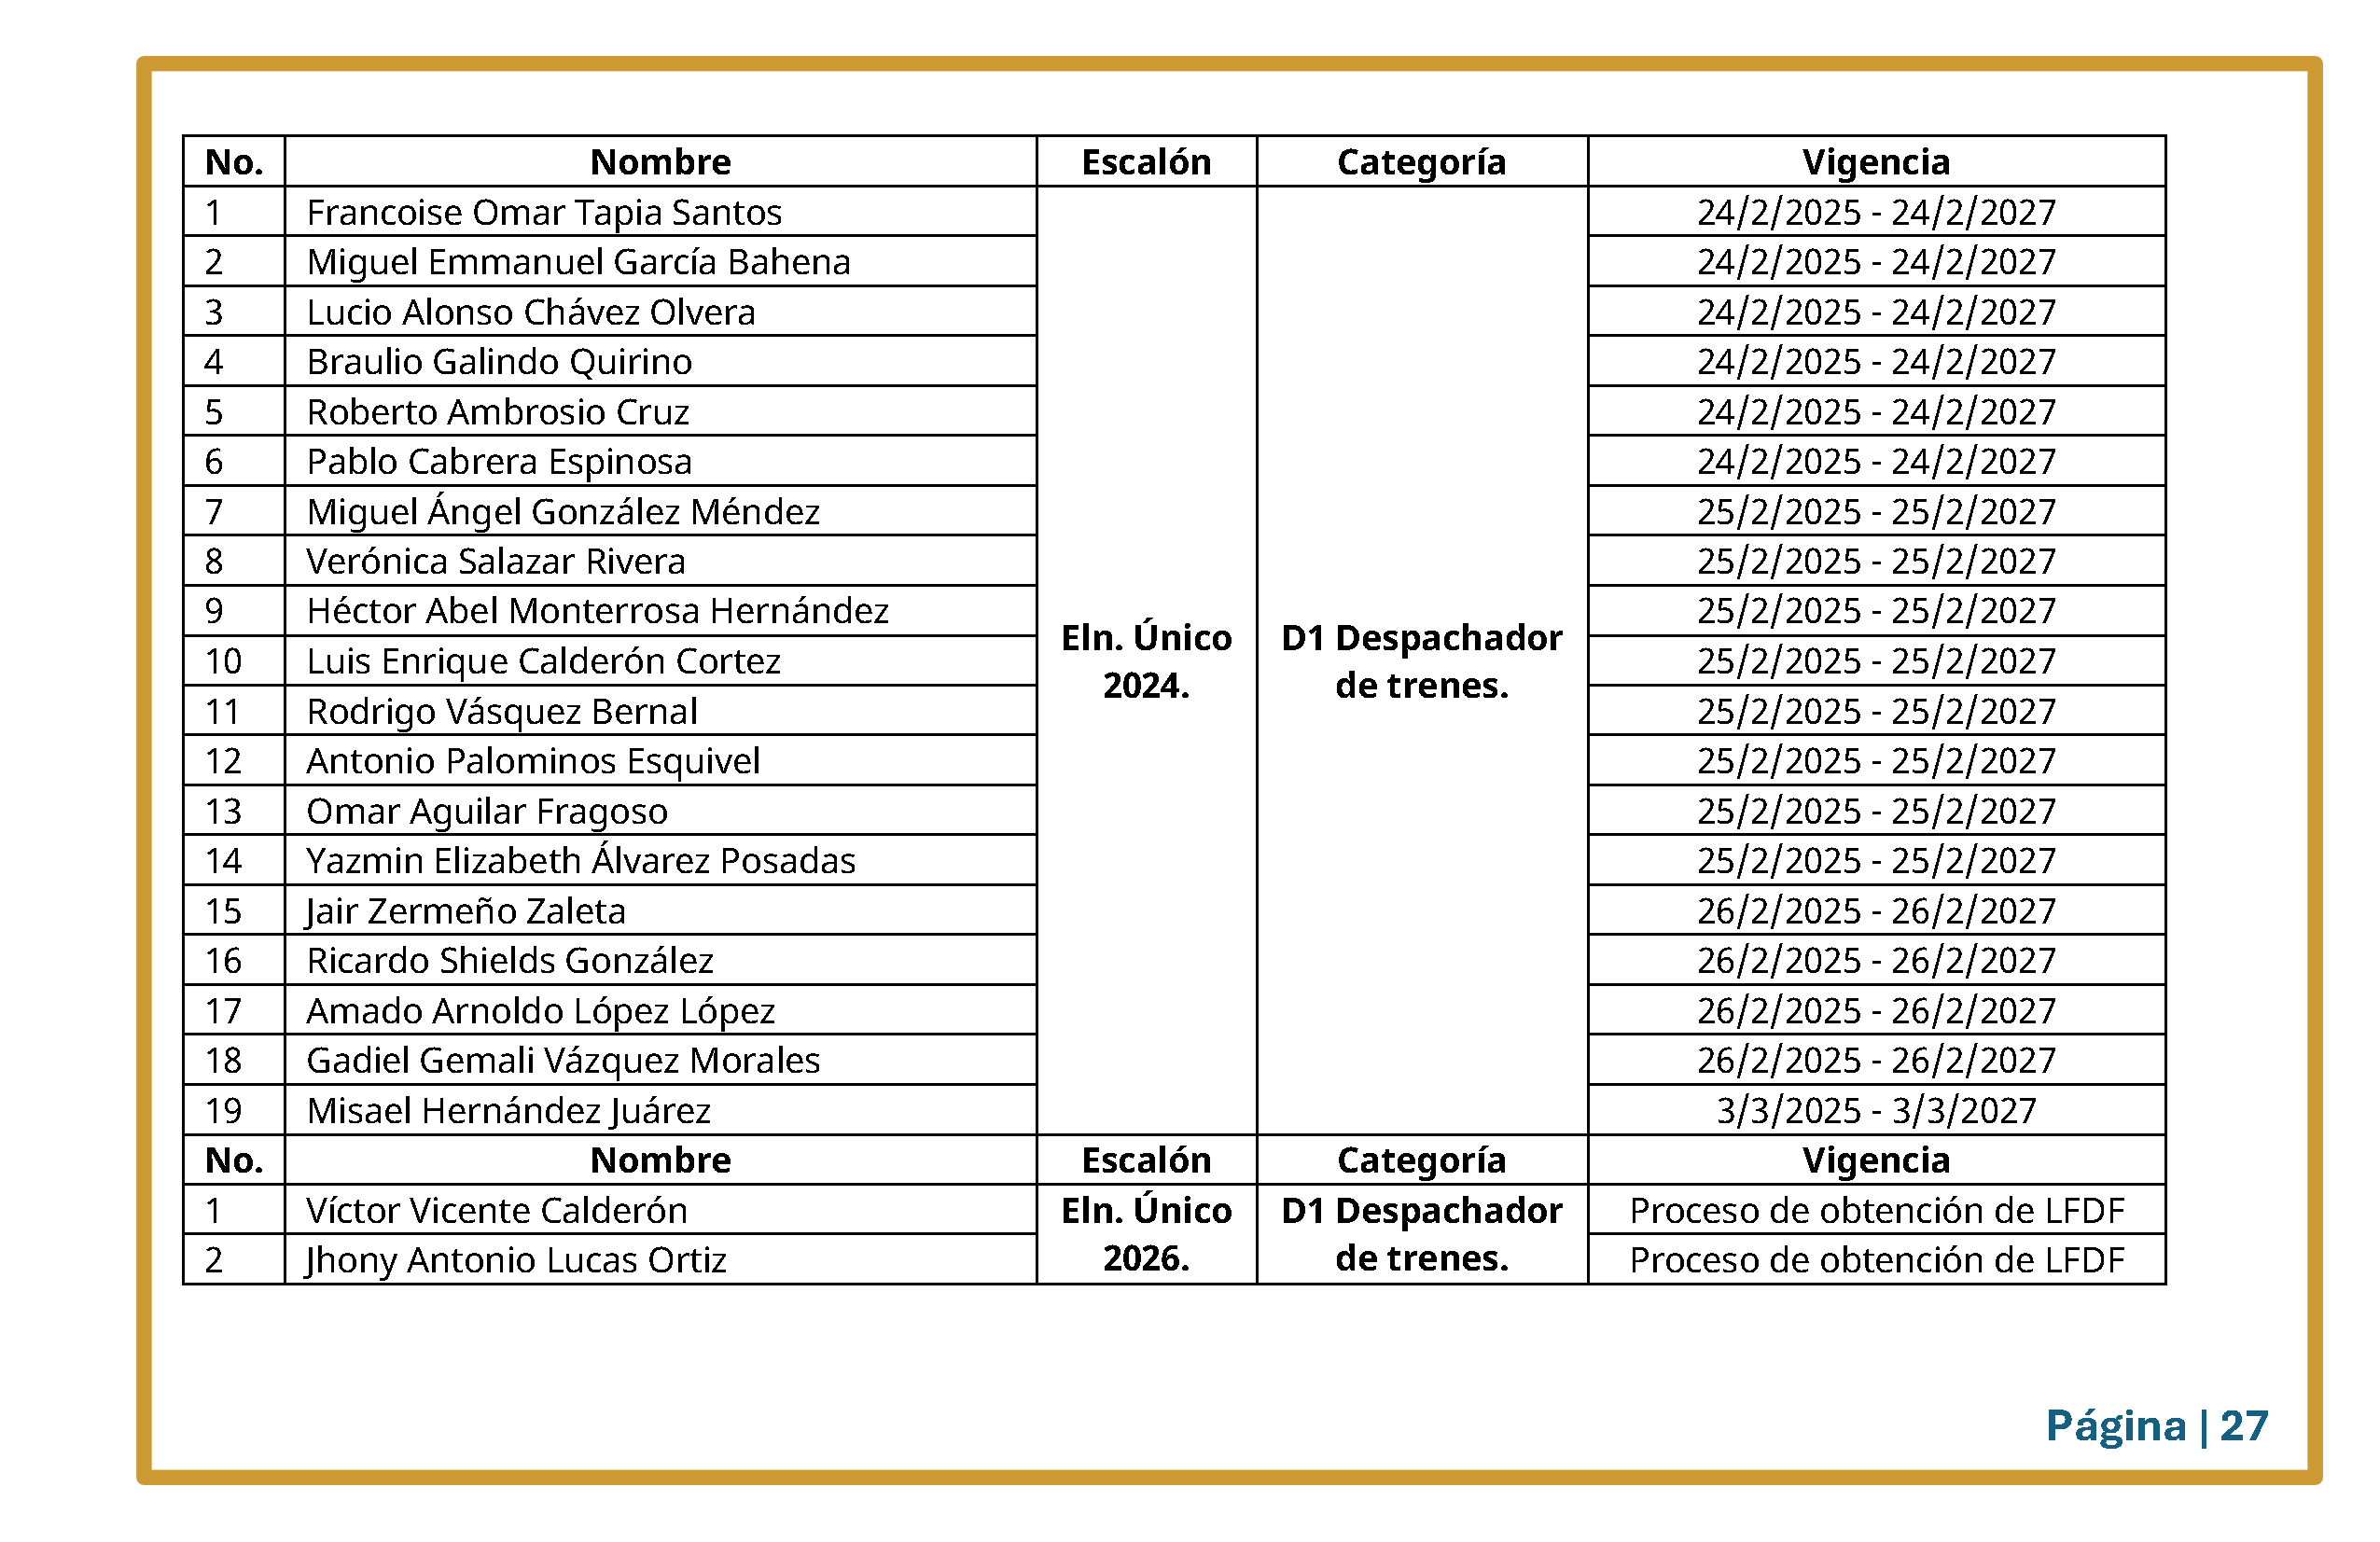 No. Nombre Escalón Categoría Vigencia
1 Francoise Omar Tapia Santos 24/2/2025 - 24/2/2027
2 Miguel Emmanuel García Bahena 24/2/2025 - 24/2/2027
3 Lucio Alonso Chávez Olvera 24/2/2025 - 24/2/2027
4 Braulio Galindo Quirino 24/2/2025 - 24/2/2027
5 Roberto Ambrosio Cruz 24/2/2025 - 24/2/2027
6 Pablo Cabrera Espinosa 24/2/2025 - 24/2/2027
7 Miguel Ángel González Méndez 25/2/2025 - 25/2/2027
8 Verónica Salazar Rivera 25/2/2025 - 25/2/2027
9 Héctor Abel Monterrosa Hernández 25/2/2025 - 25/2/2027
Eln. Único D1 Despachador
10 Luis Enrique Calderón Cortez 25/2/2025 - 25/2/2027
2024. de trenes.
11 Rodrigo Vásquez Bernal 25/2/2025 - 25/2/2027
12 Antonio Palominos Esquivel 25/2/2025 - 25/2/2027
13 Omar Aguilar Fragoso 25/2/2025 - 25/2/2027
14 Yazmin Elizabeth Álvarez Posadas 25/2/2025 - 25/2/2027
15 Jair Zermeño Zaleta 26/2/2025 - 26/2/2027
16 Ricardo Shields González 26/2/2025 - 26/2/2027
17 Amado Arnoldo López López 26/2/2025 - 26/2/2027
18 Gadiel Gemali Vázquez Morales 26/2/2025 - 26/2/2027
19 Misael Hernández Juárez 3/3/2025 - 3/3/2027
No. Nombre Escalón Categoría Vigencia
1 Víctor Vicente Calderón Eln. Único D1 Despachador Proceso de obtención de LFDF
2 Jhony Antonio Lucas Ortiz 2026. de trenes. Proceso de obtención de LFDF
Página | 27